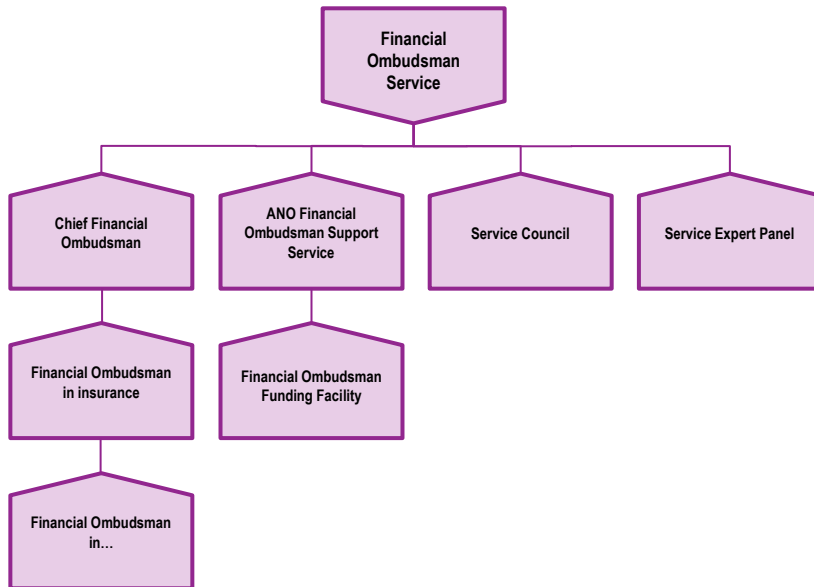 Financial
Ombudsman
Service
Chief Financial
Ombudsman
ANO Financial
Ombudsman Support
Service
Service Council
Service Expert Panel
Financial Ombudsman
in insurance
Financial Ombudsman
Funding Facility
Financial Ombudsman
in…